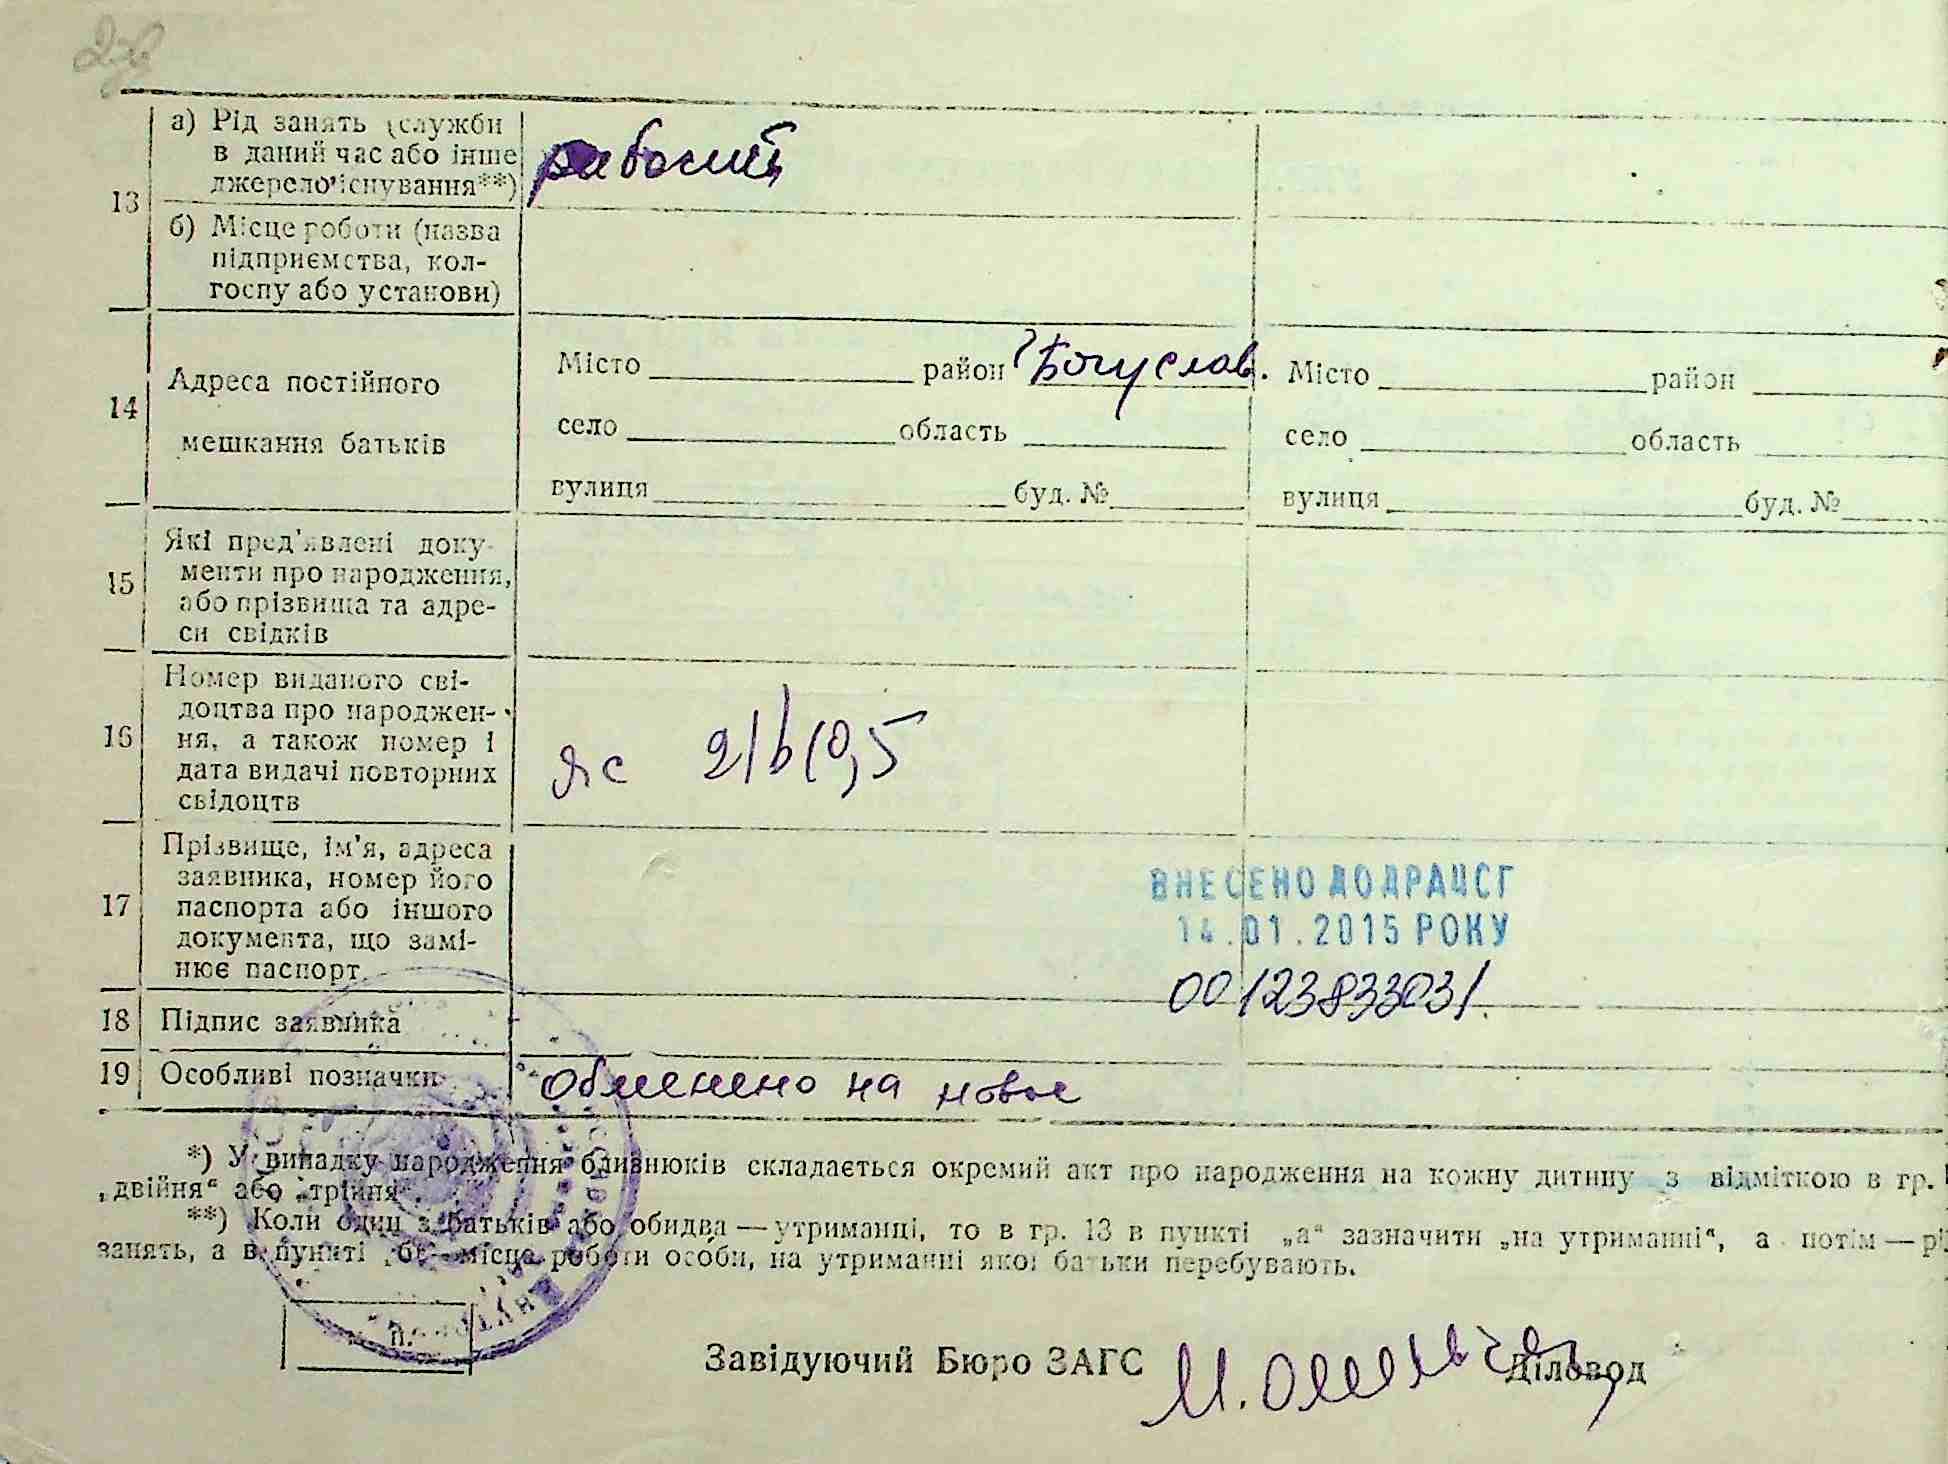 13
а) Рід занять (служби
в даний час або інше
джерело існування**)
рабочий
б) Місце роботи (назва
підприємства, кол-
госпу або установи)
14
Адреса постійного
мешкання батьків
Місто район Богуслав.
село область
вулиця буд. №
Місто район
село область
вулиця буд. №
15
Які пред'явлені доку-
менти про народження,
або прізвища та адре-
си свідків
16
Номер виданого сві-
доцтва про народжен-
ня, а також номер і
дата видачі повторних
свідоцтв
Яс
17
Прізвище, ім'я, адреса
заявника, номер його
паспорта або іншого
документа, що замі-
нює паспорт
ВНЕСЕНО ДО ДРАЦСГ
14.01.2015 РОКУ
00123833031.
18 Підпис заявника
19 Особливі позначки
Обменено на новое
*) У випадку народження близнюків складається окремий акт про народження на кожну дитину з відміткою в гр.
„двійня“ або „трійня“.
**) Коли один з батьків або обидва — утриманці, то в гр. 13 в пункті „а“ зазначити „на утриманні“, а потім — рі
занять, а в пункті „б“ — місце роботи особи, на утриманні якої батьки перебувають.
м. п.
Завідуючий Бюро ЗАГС
Діловод